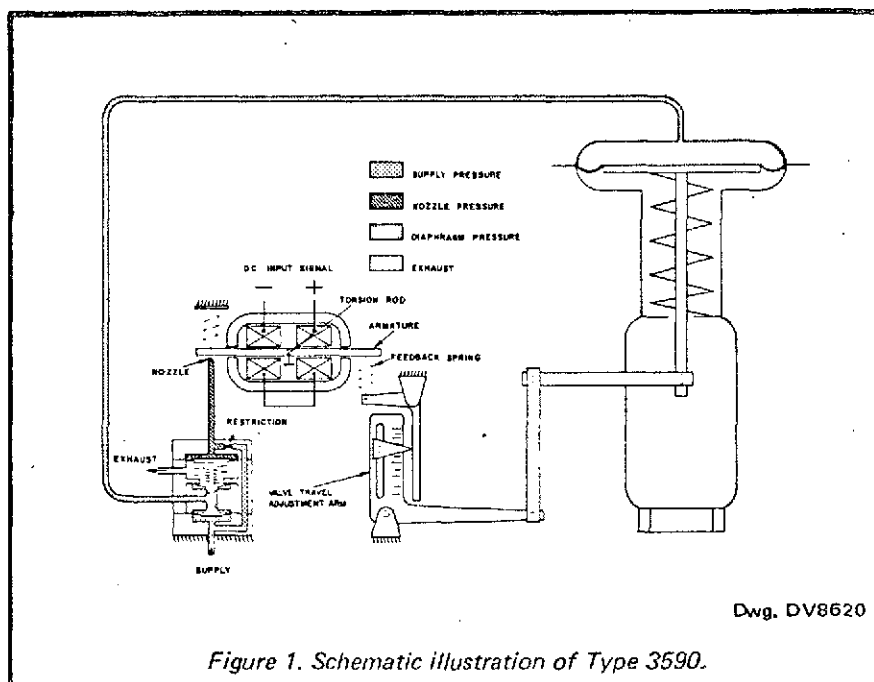 SUPPLY PRESSURE
NOZZLE PRESSURE
DIAPHRAGM PRESSURE
EXHAUST
DC INPUT SIGNAL
− +
TORSION ROD
ARMATURE
FEEDBACK SPRING
NOZZLE
RESTRICTION
EXHAUST
VALVE TRAVEL
ADJUSTMENT ARM
SUPPLY
Dwg. DV8620
Figure 1. Schematic illustration of Type 3590.